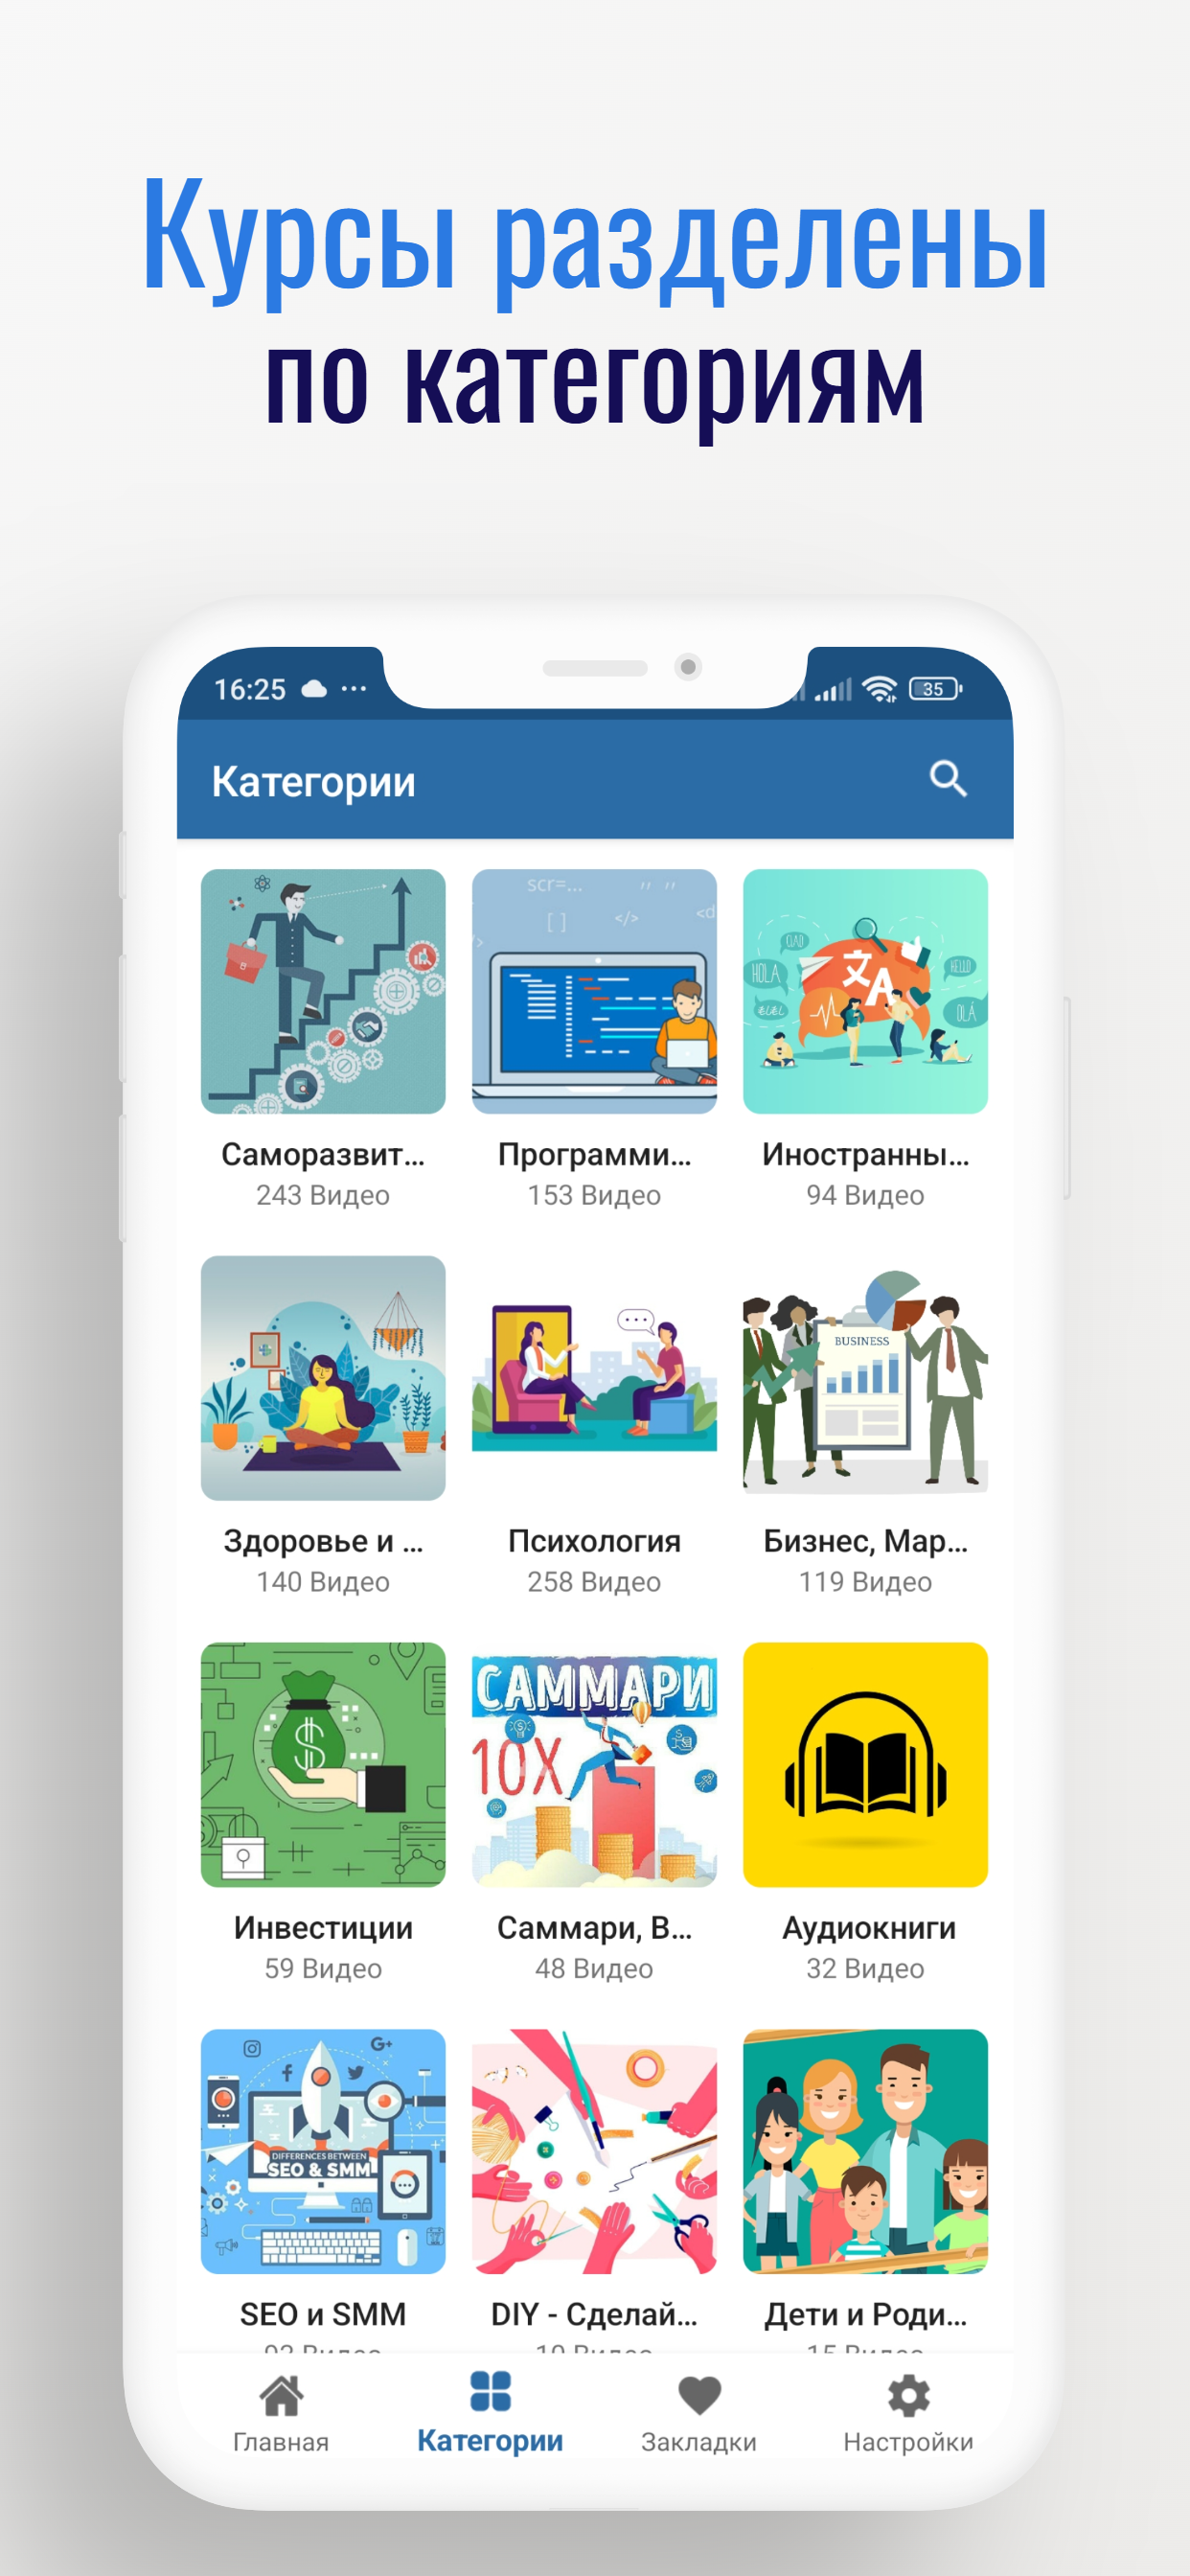 Курсы разделены
по категориям
16:25
35
Категории
scr=...
[ ]
</>
<d
CIAO
HOLA
HELLO
文A
OLÁ
Саморазвит...
Программи...
Иностранны...
243 Видео
153 Видео
94 Видео
BUSINESS
Здоровье и ...
Психология
Бизнес, Мар...
140 Видео
258 Видео
119 Видео
$
САММАРИ
10X
Инвестиции
Саммари, В...
Аудиокниги
59 Видео
48 Видео
32 Видео
G+
DIFFERENCES BETWEEN
SEO & SMM
SEO и SMM
DIY - Сделай...
Дети и Роди...
Главная
Категории
Закладки
Настройки